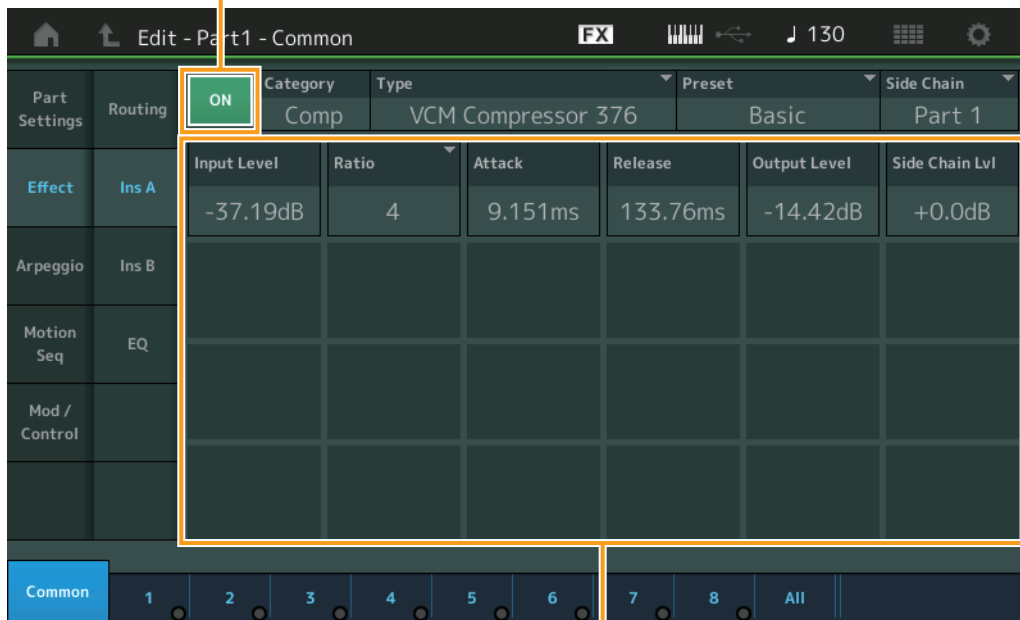 Edit - Part1 - Common FX ♩ 130
Part Settings
Routing
ON
Category
Comp
Type
VCM Compressor 376
Preset
Basic
Side Chain
Part 1
Effect
Ins A
Input Level
-37.19dB
Ratio
4
Attack
9.151ms
Release
133.76ms
Output Level
-14.42dB
Side Chain Lvl
+0.0dB
Arpeggio
Ins B
Motion Seq
EQ
Mod / Control
Common 1 2 3 4 5 6 7 8 All